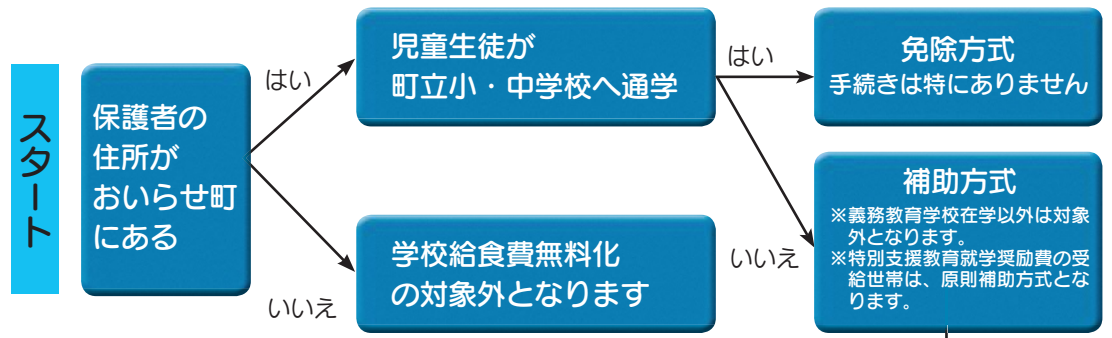 スタート
保護者の
住所が
おいらせ町
にある
はい
いいえ
児童生徒が
町立小・中学校へ通学
学校給食費無料化
の対象外となります
はい
いいえ
免除方式
手続きは特にありません
補助方式
※義務教育学校在学以外は対象
外となります。
※特別支援教育就学奨励費の受
給世帯は、原則補助方式とな
ります。